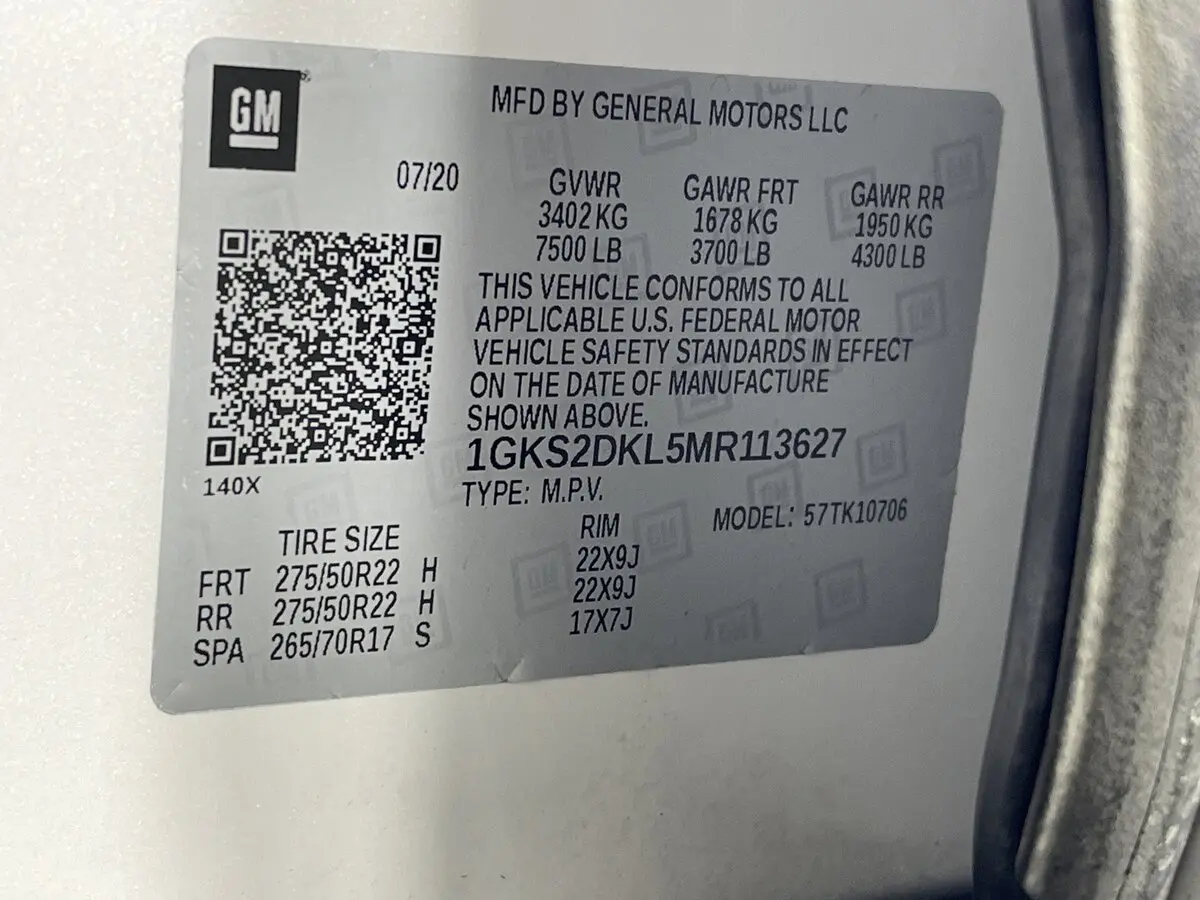 GM
MFD BY GENERAL MOTORS LLC
07/20
GVWR GAWR FRT GAWR RR
3402 KG 1678 KG 1950 KG
7500 LB 3700 LB 4300 LB
THIS VEHICLE CONFORMS TO ALL
APPLICABLE U.S. FEDERAL MOTOR
VEHICLE SAFETY STANDARDS IN EFFECT
ON THE DATE OF MANUFACTURE
SHOWN ABOVE.
1GKS2DKL5MR113627
140X
TYPE: M.P.V.
MODEL: 57TK10706
TIRE SIZE RIM
FRT 275/50R22 H 22X9J
RR 275/50R22 H 22X9J
SPA 265/70R17 S 17X7J